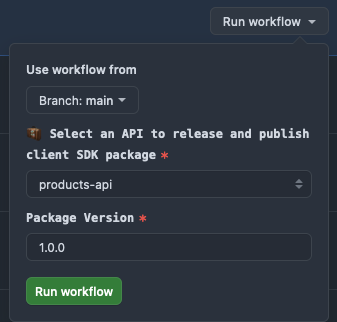 Run workflow
Use workflow from
Branch: main
Select an API to release and publish
client SDK package *
products-api
Package Version *
1.0.0
Run workflow